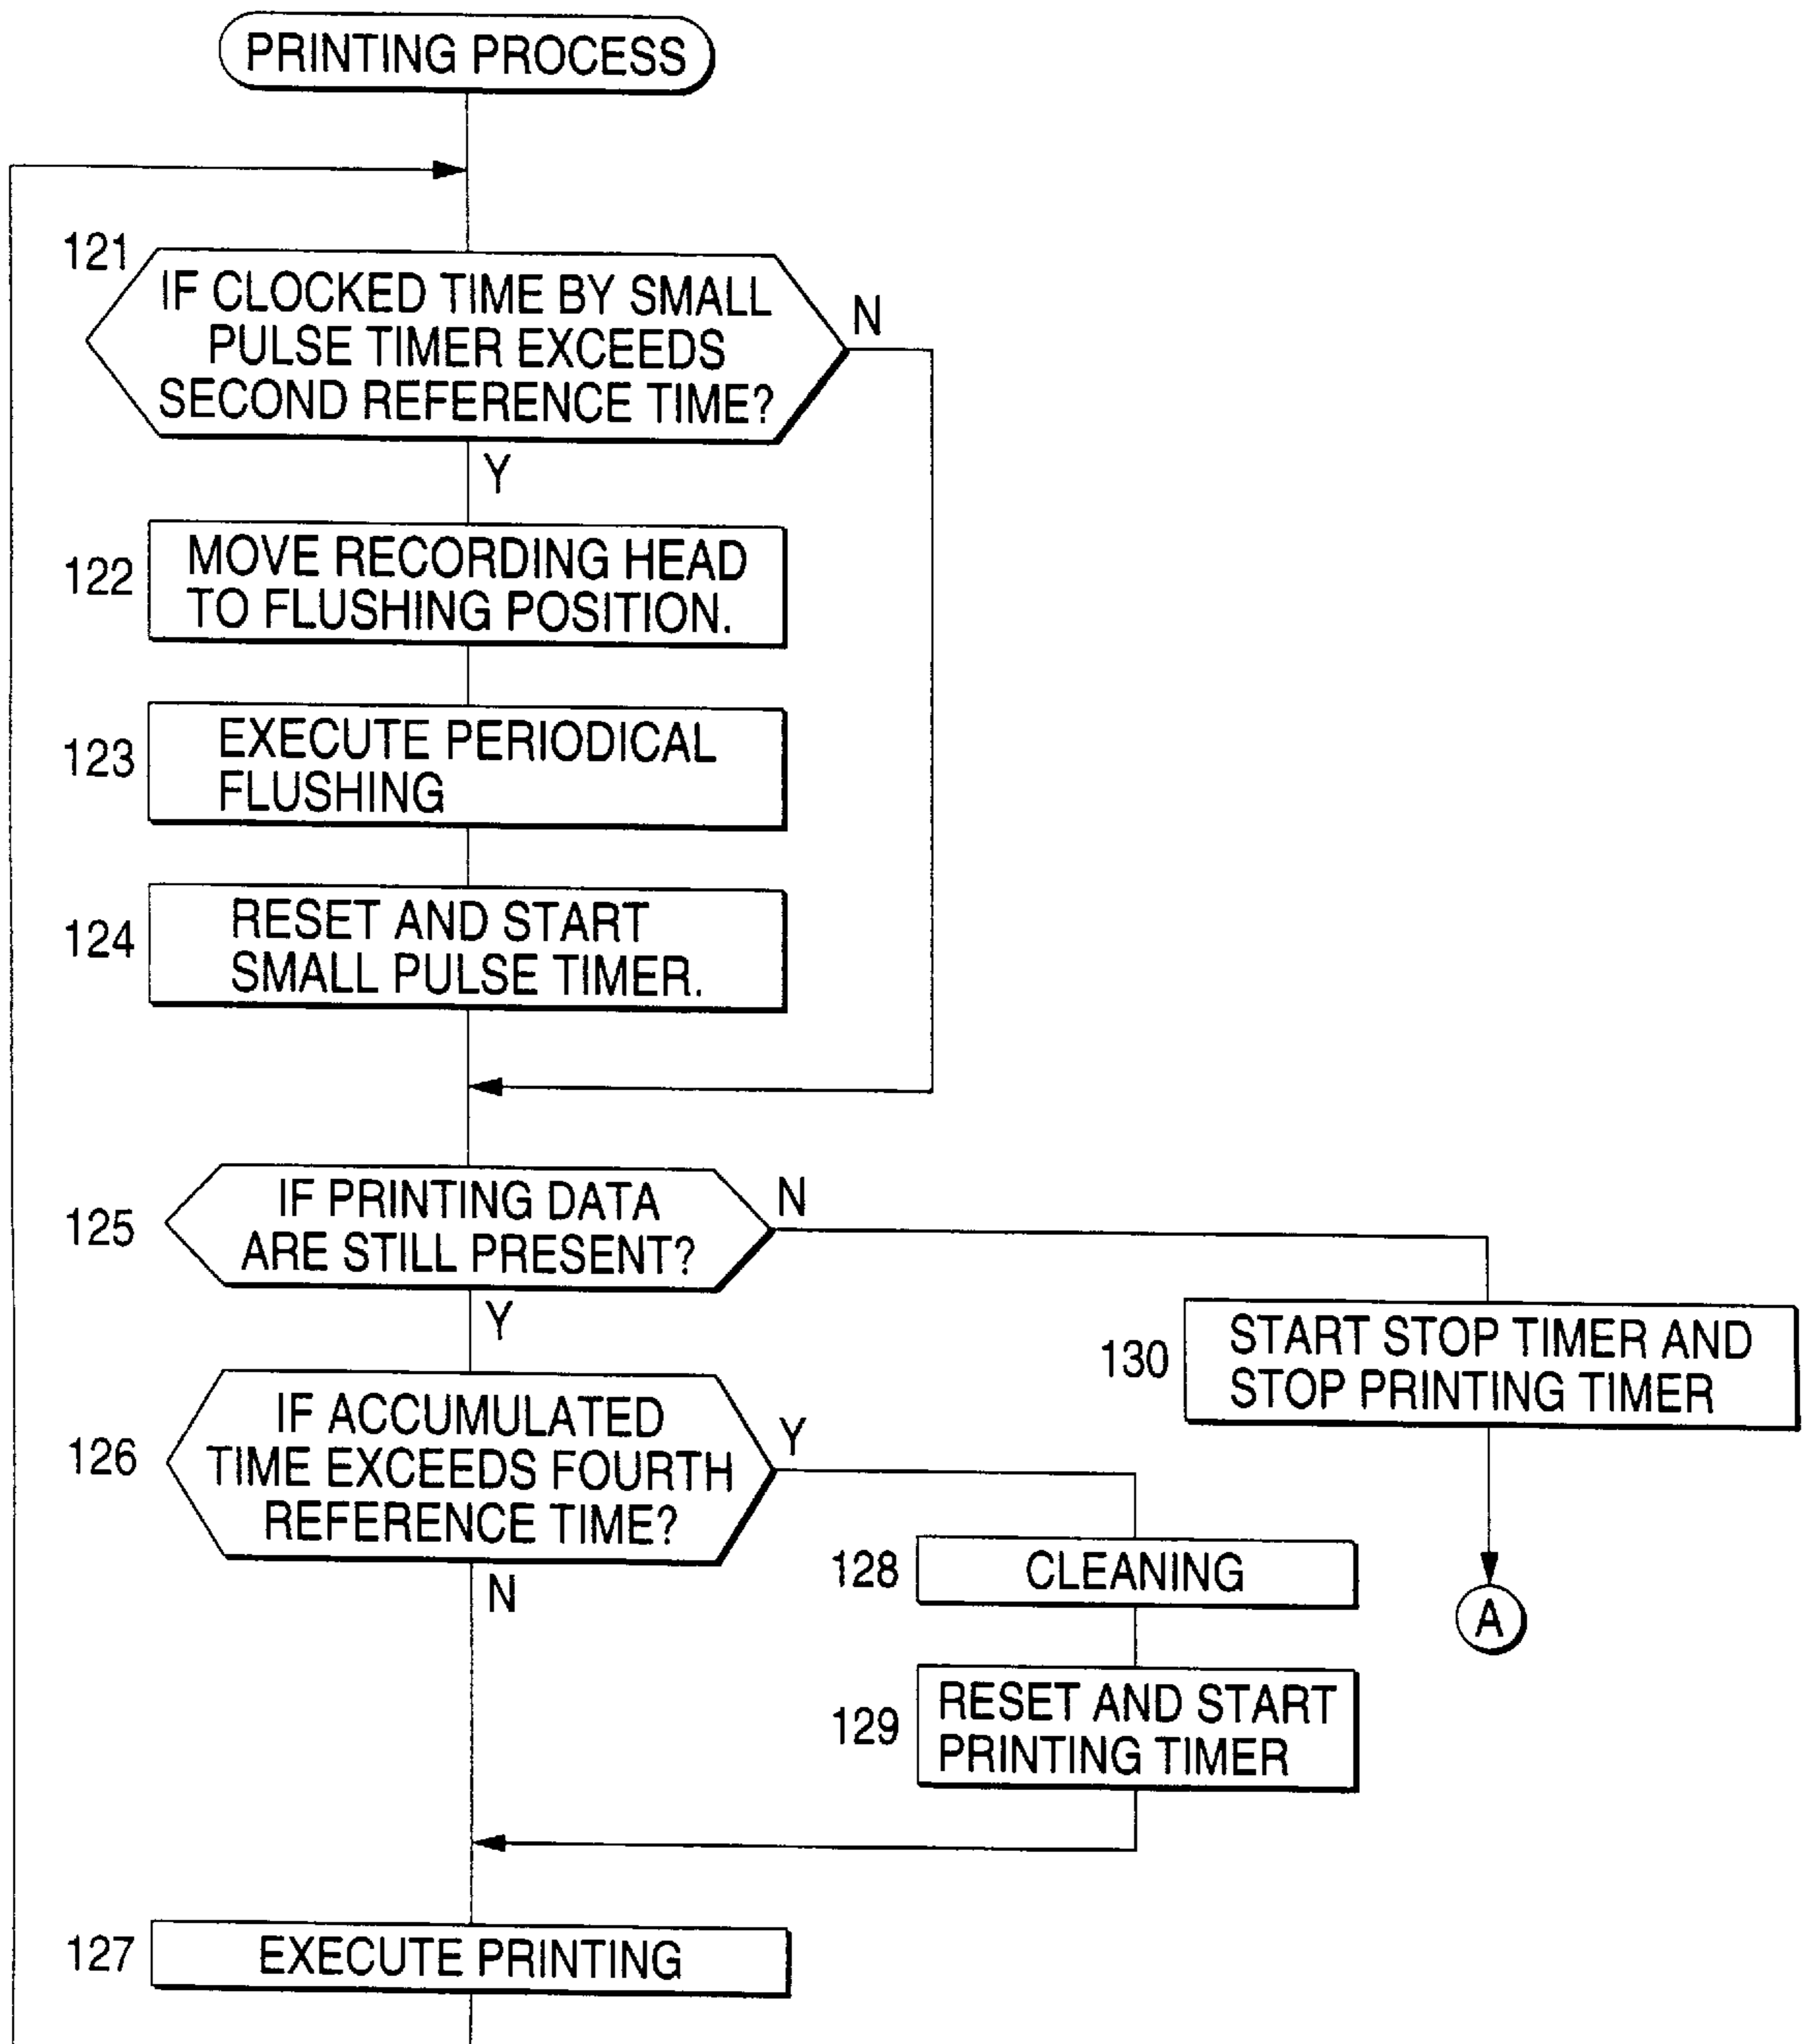 PRINTING PROCESS
121
IF CLOCKED TIME BY SMALL
PULSE TIMER EXCEEDS
SECOND REFERENCE TIME?
N
Y
122
MOVE RECORDING HEAD
TO FLUSHING POSITION.
123
EXECUTE PERIODICAL
FLUSHING
124
RESET AND START
SMALL PULSE TIMER.
125
IF PRINTING DATA
ARE STILL PRESENT?
N
Y
130
START STOP TIMER AND
STOP PRINTING TIMER
A
126
IF ACCUMULATED
TIME EXCEEDS FOURTH
REFERENCE TIME?
Y
N
128
CLEANING
129
RESET AND START
PRINTING TIMER
127
EXECUTE PRINTING